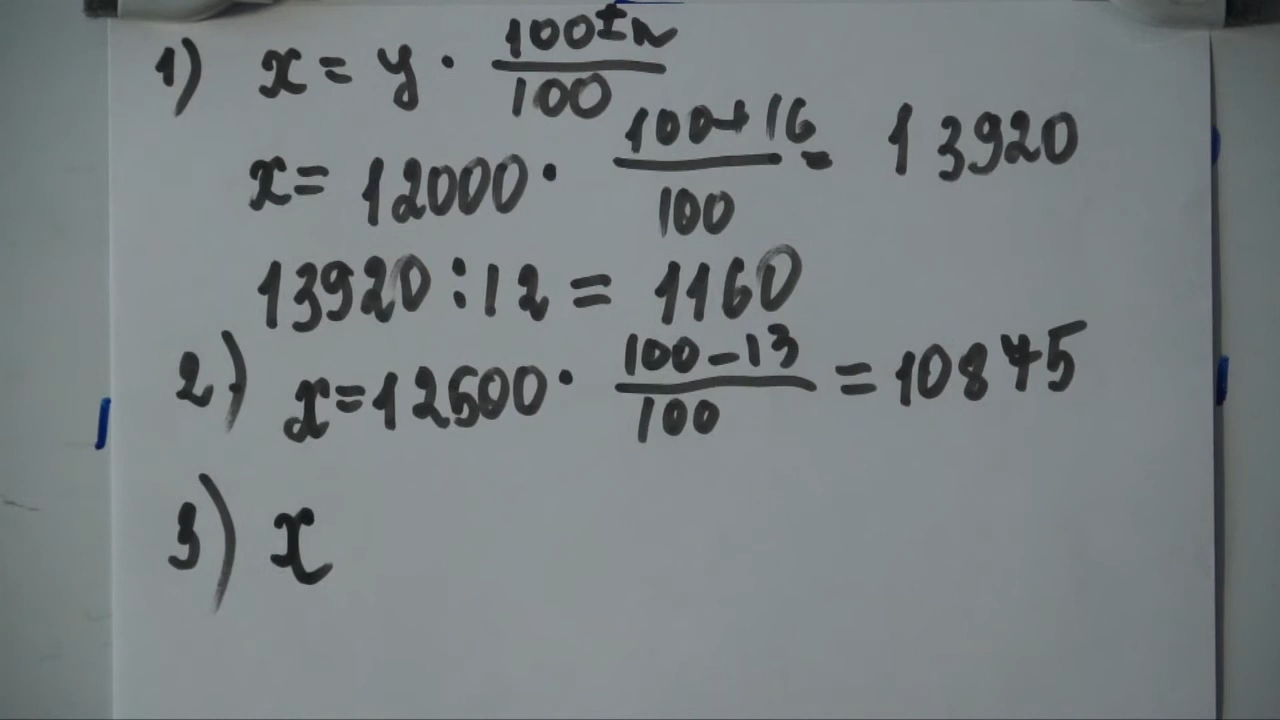 1) x = y · (100±n)/100
x = 12000 · (100+16)/100 = 13920
13920 : 12 = 1160
2) x = 12500 · (100-13)/100 = 10875
3) x